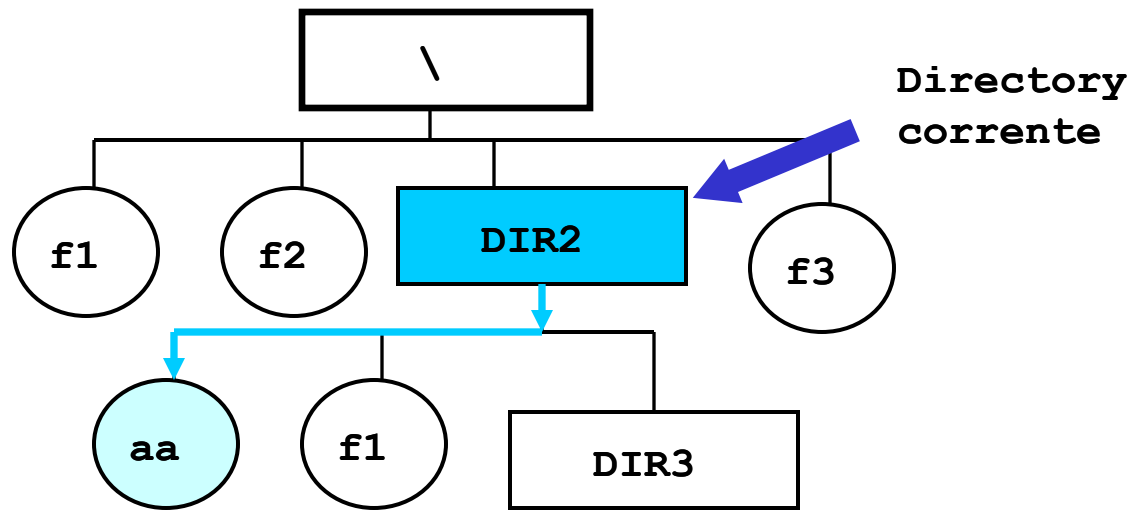 \
Directory
corrente
f1
f2
DIR2
f3
aa
f1
DIR3